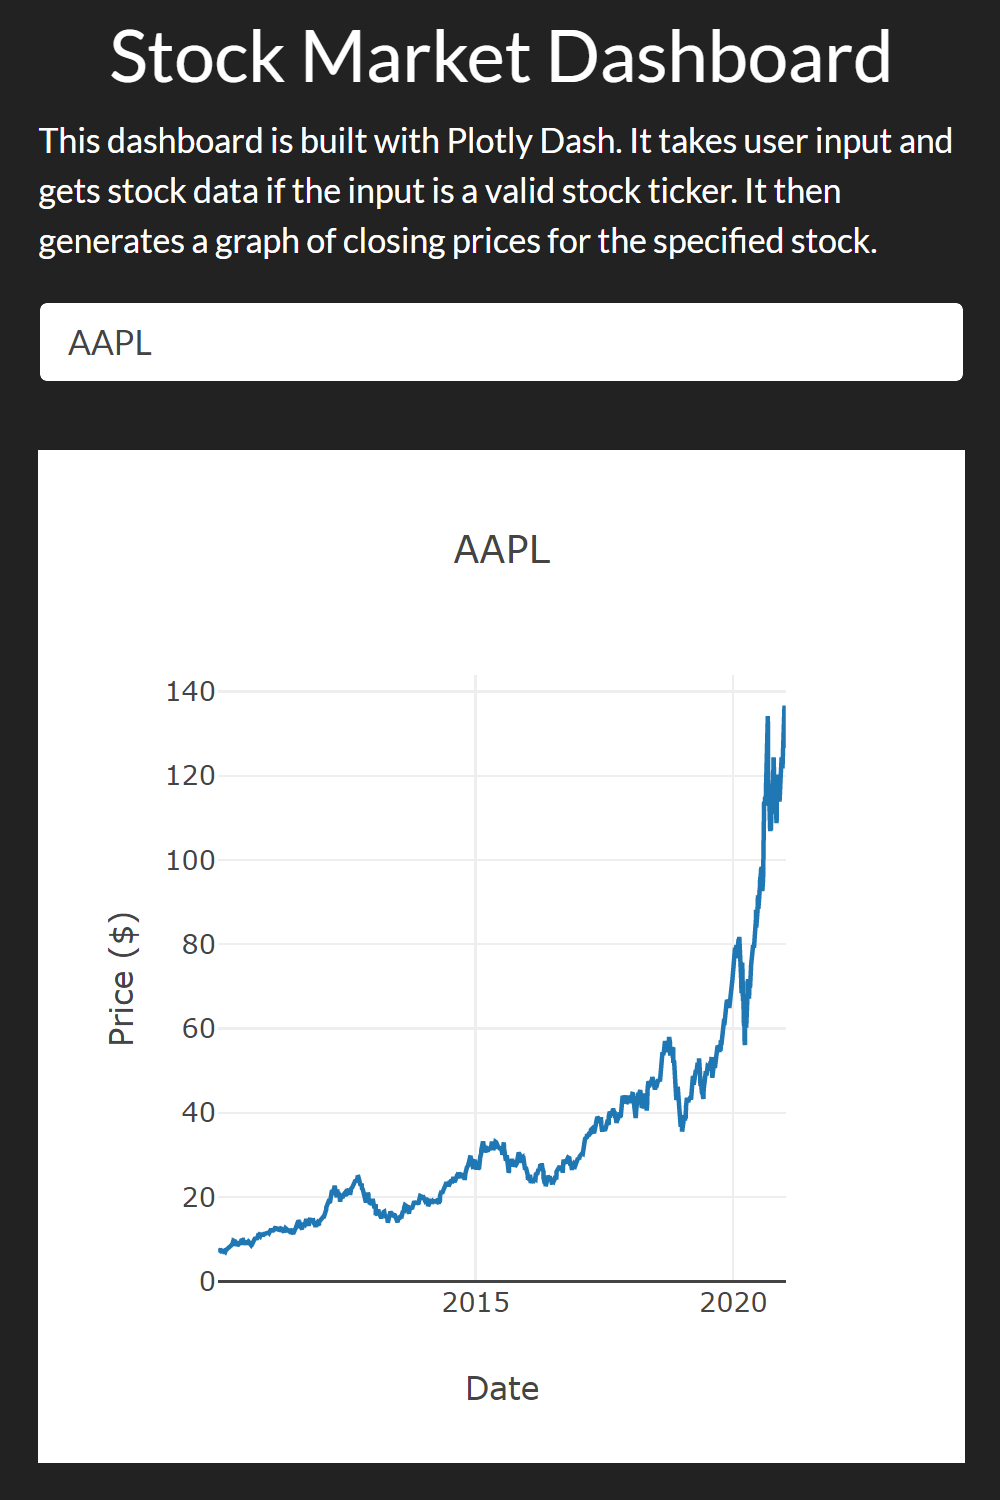 Stock Market Dashboard
This dashboard is built with Plotly Dash. It takes user input and
gets stock data if the input is a valid stock ticker. It then
generates a graph of closing prices for the specified stock.
AAPL
AAPL
140
120
100
80
60
40
20
0
Price ($)
2015 2020
Date